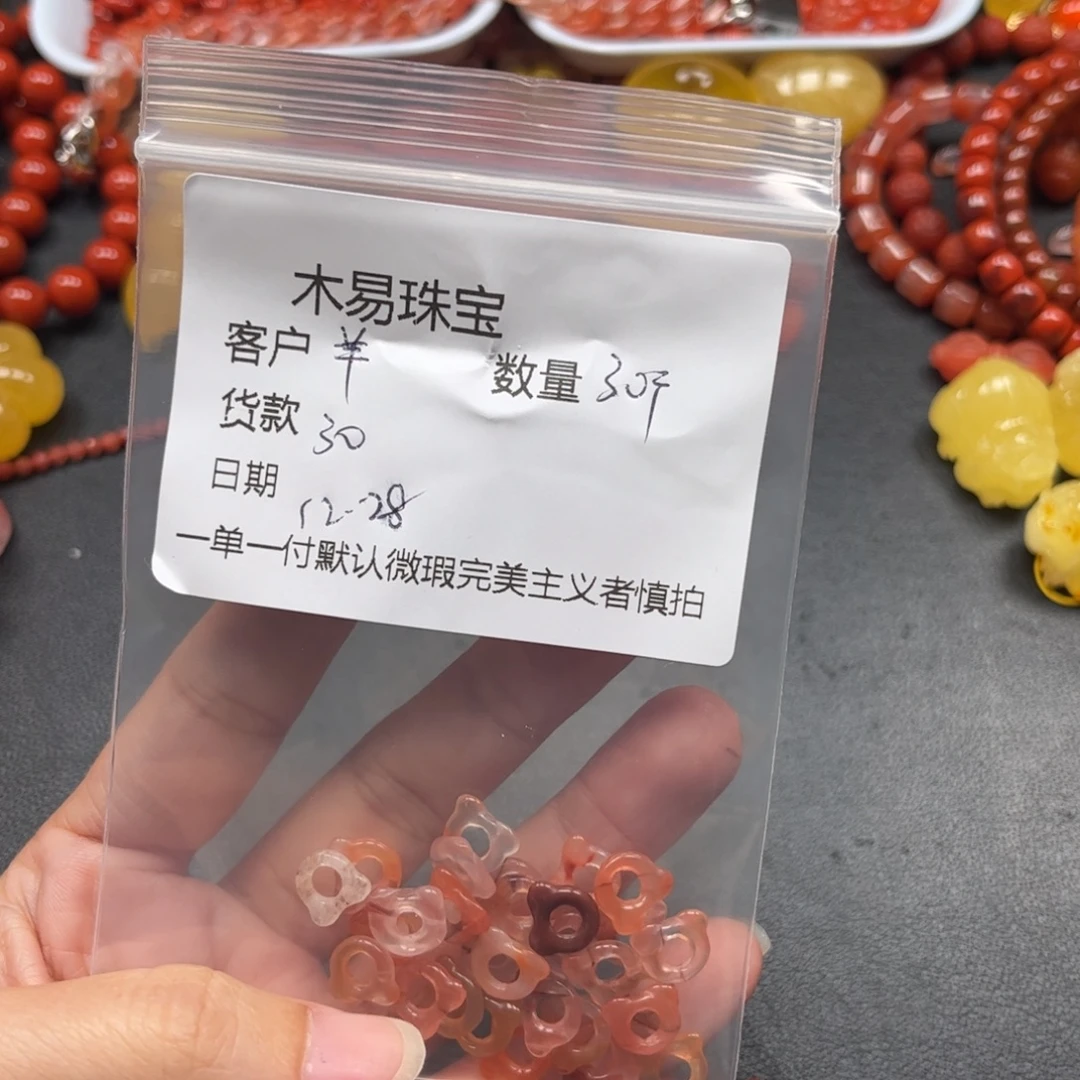 木易珠宝
客户 羊 数量 30个
货款 30
日期 12-28
一单一付默认微瑕完美主义者慎拍